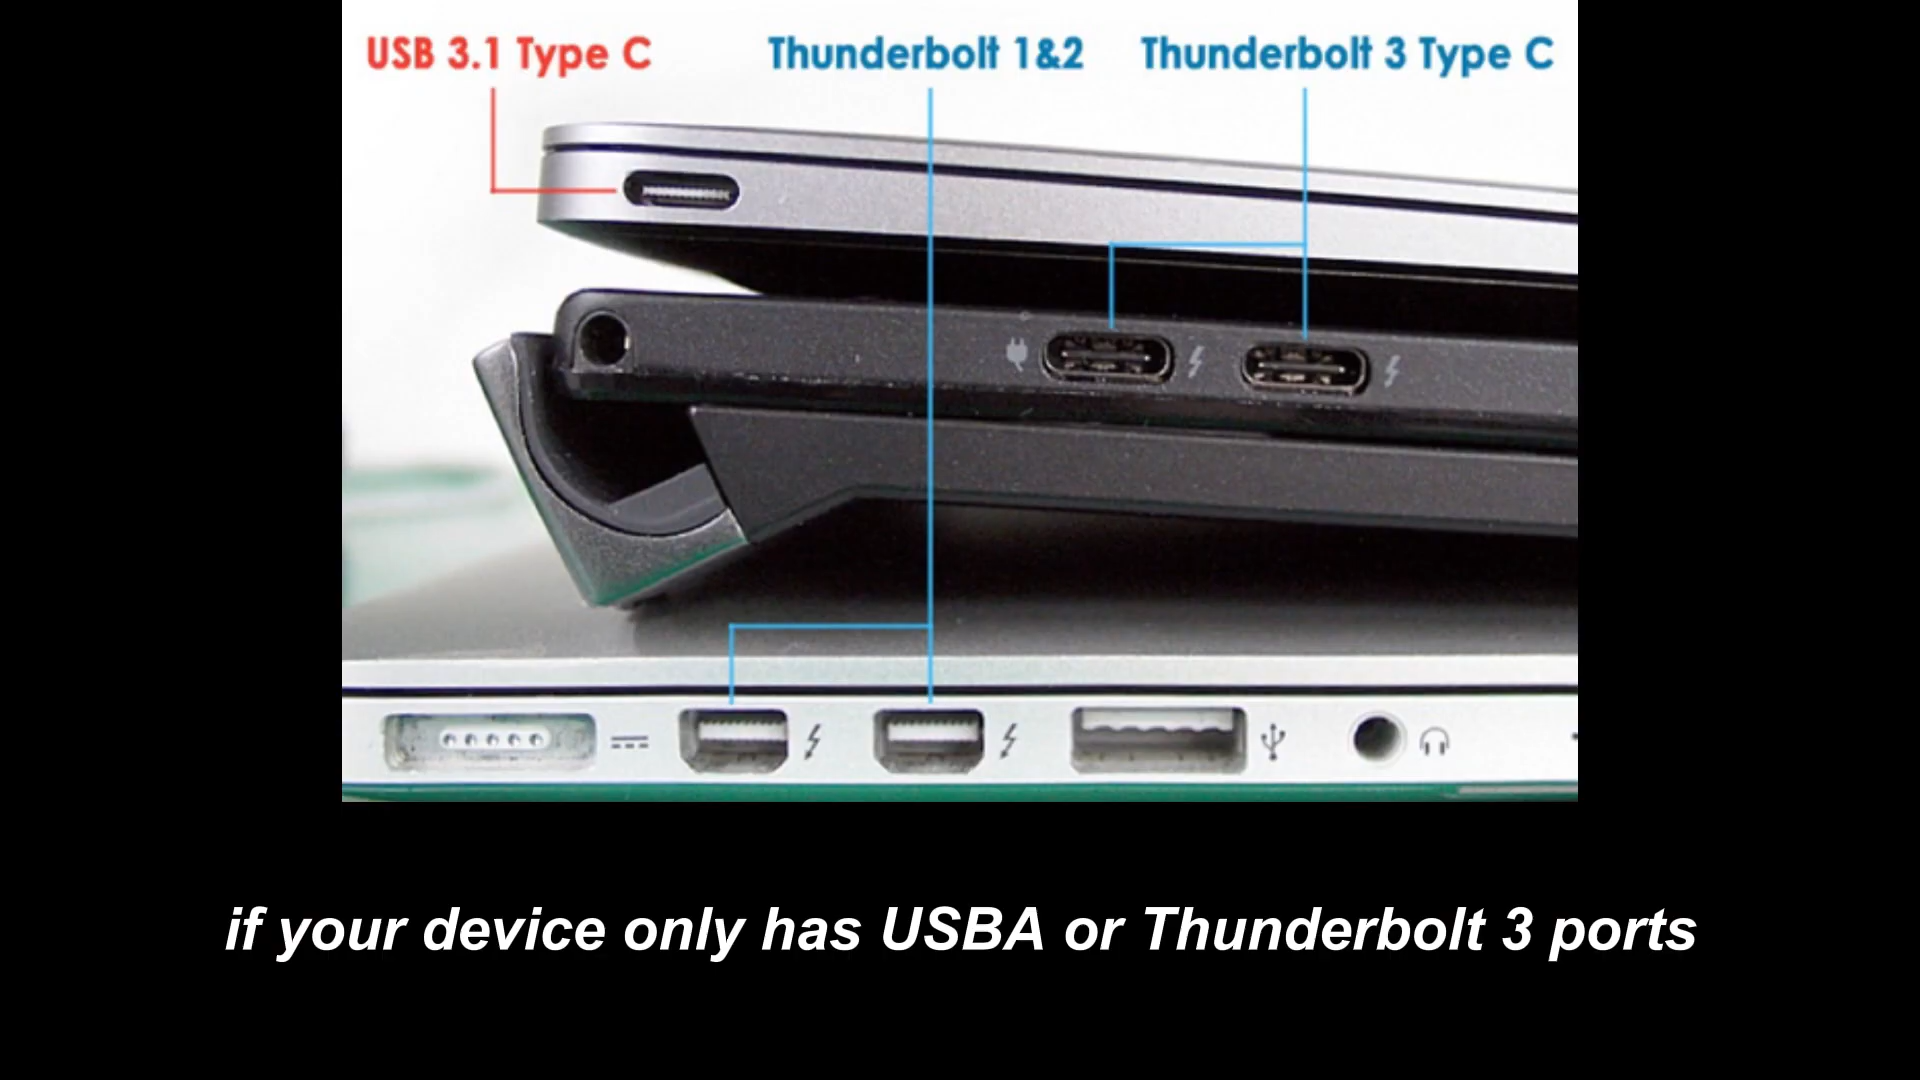 USB 3.1 Type C
Thunderbolt 1&2
Thunderbolt 3 Type C
if your device only has USBA or Thunderbolt 3 ports